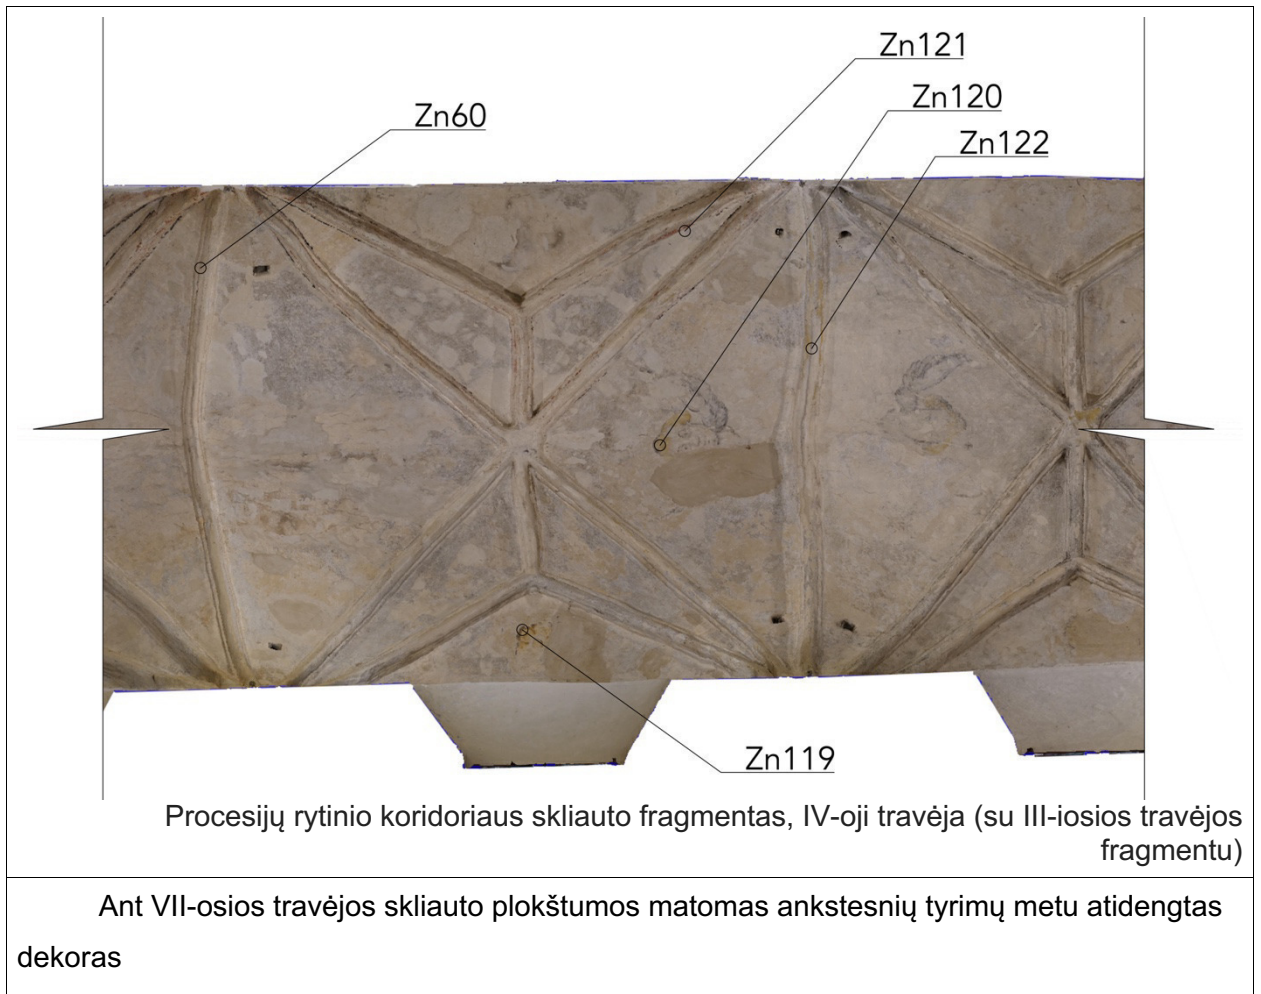 Zn121
Zn120
Zn60
Zn122
Zn119
Procesijų rytinio koridoriaus skliauto fragmentas, IV-oji travėja (su III-iosios travėjos
fragmentu)
Ant VII-osios travėjos skliauto plokštumos matomas ankstesnių tyrimų metu atidengtas
dekoras